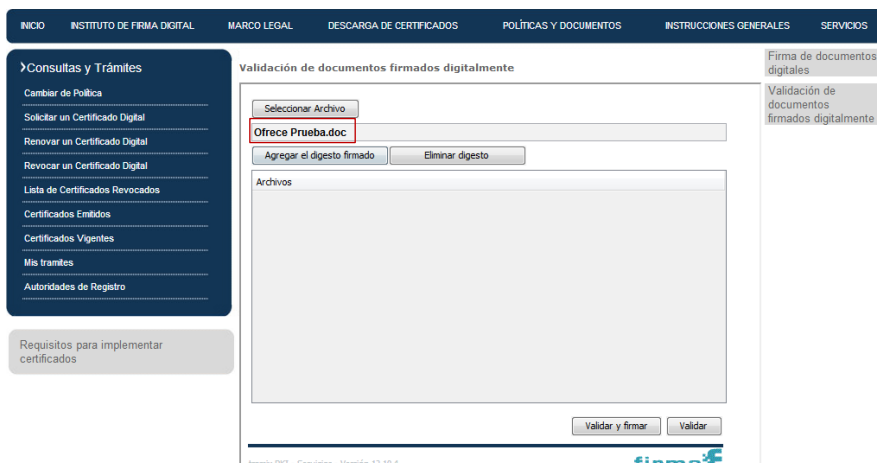 INICIO INSTITUTO DE FIRMA DIGITAL MARCO LEGAL DESCARGA DE CERTIFICADOS POLÍTICAS Y DOCUMENTOS INSTRUCCIONES GENERALES SERVICIOS
Consultas y Trámites
Cambiar de Política
Solicitar un Certificado Digital
Renovar un Certificado Digital
Revocar un Certificado Digital
Lista de Certificados Revocados
Certificados Emitidos
Certificados Vigentes
Mis tramites
Autoridades de Registro
Requisitos para implementar
certificados
Validación de documentos firmados digitalmente
Seleccionar Archivo
Ofrece Prueba.doc
Agregar el digesto firmado Eliminar digesto
Archivos
Validar y firmar Validar
Firma de documentos
digitales
Validación de
documentos
firmados digitalmente